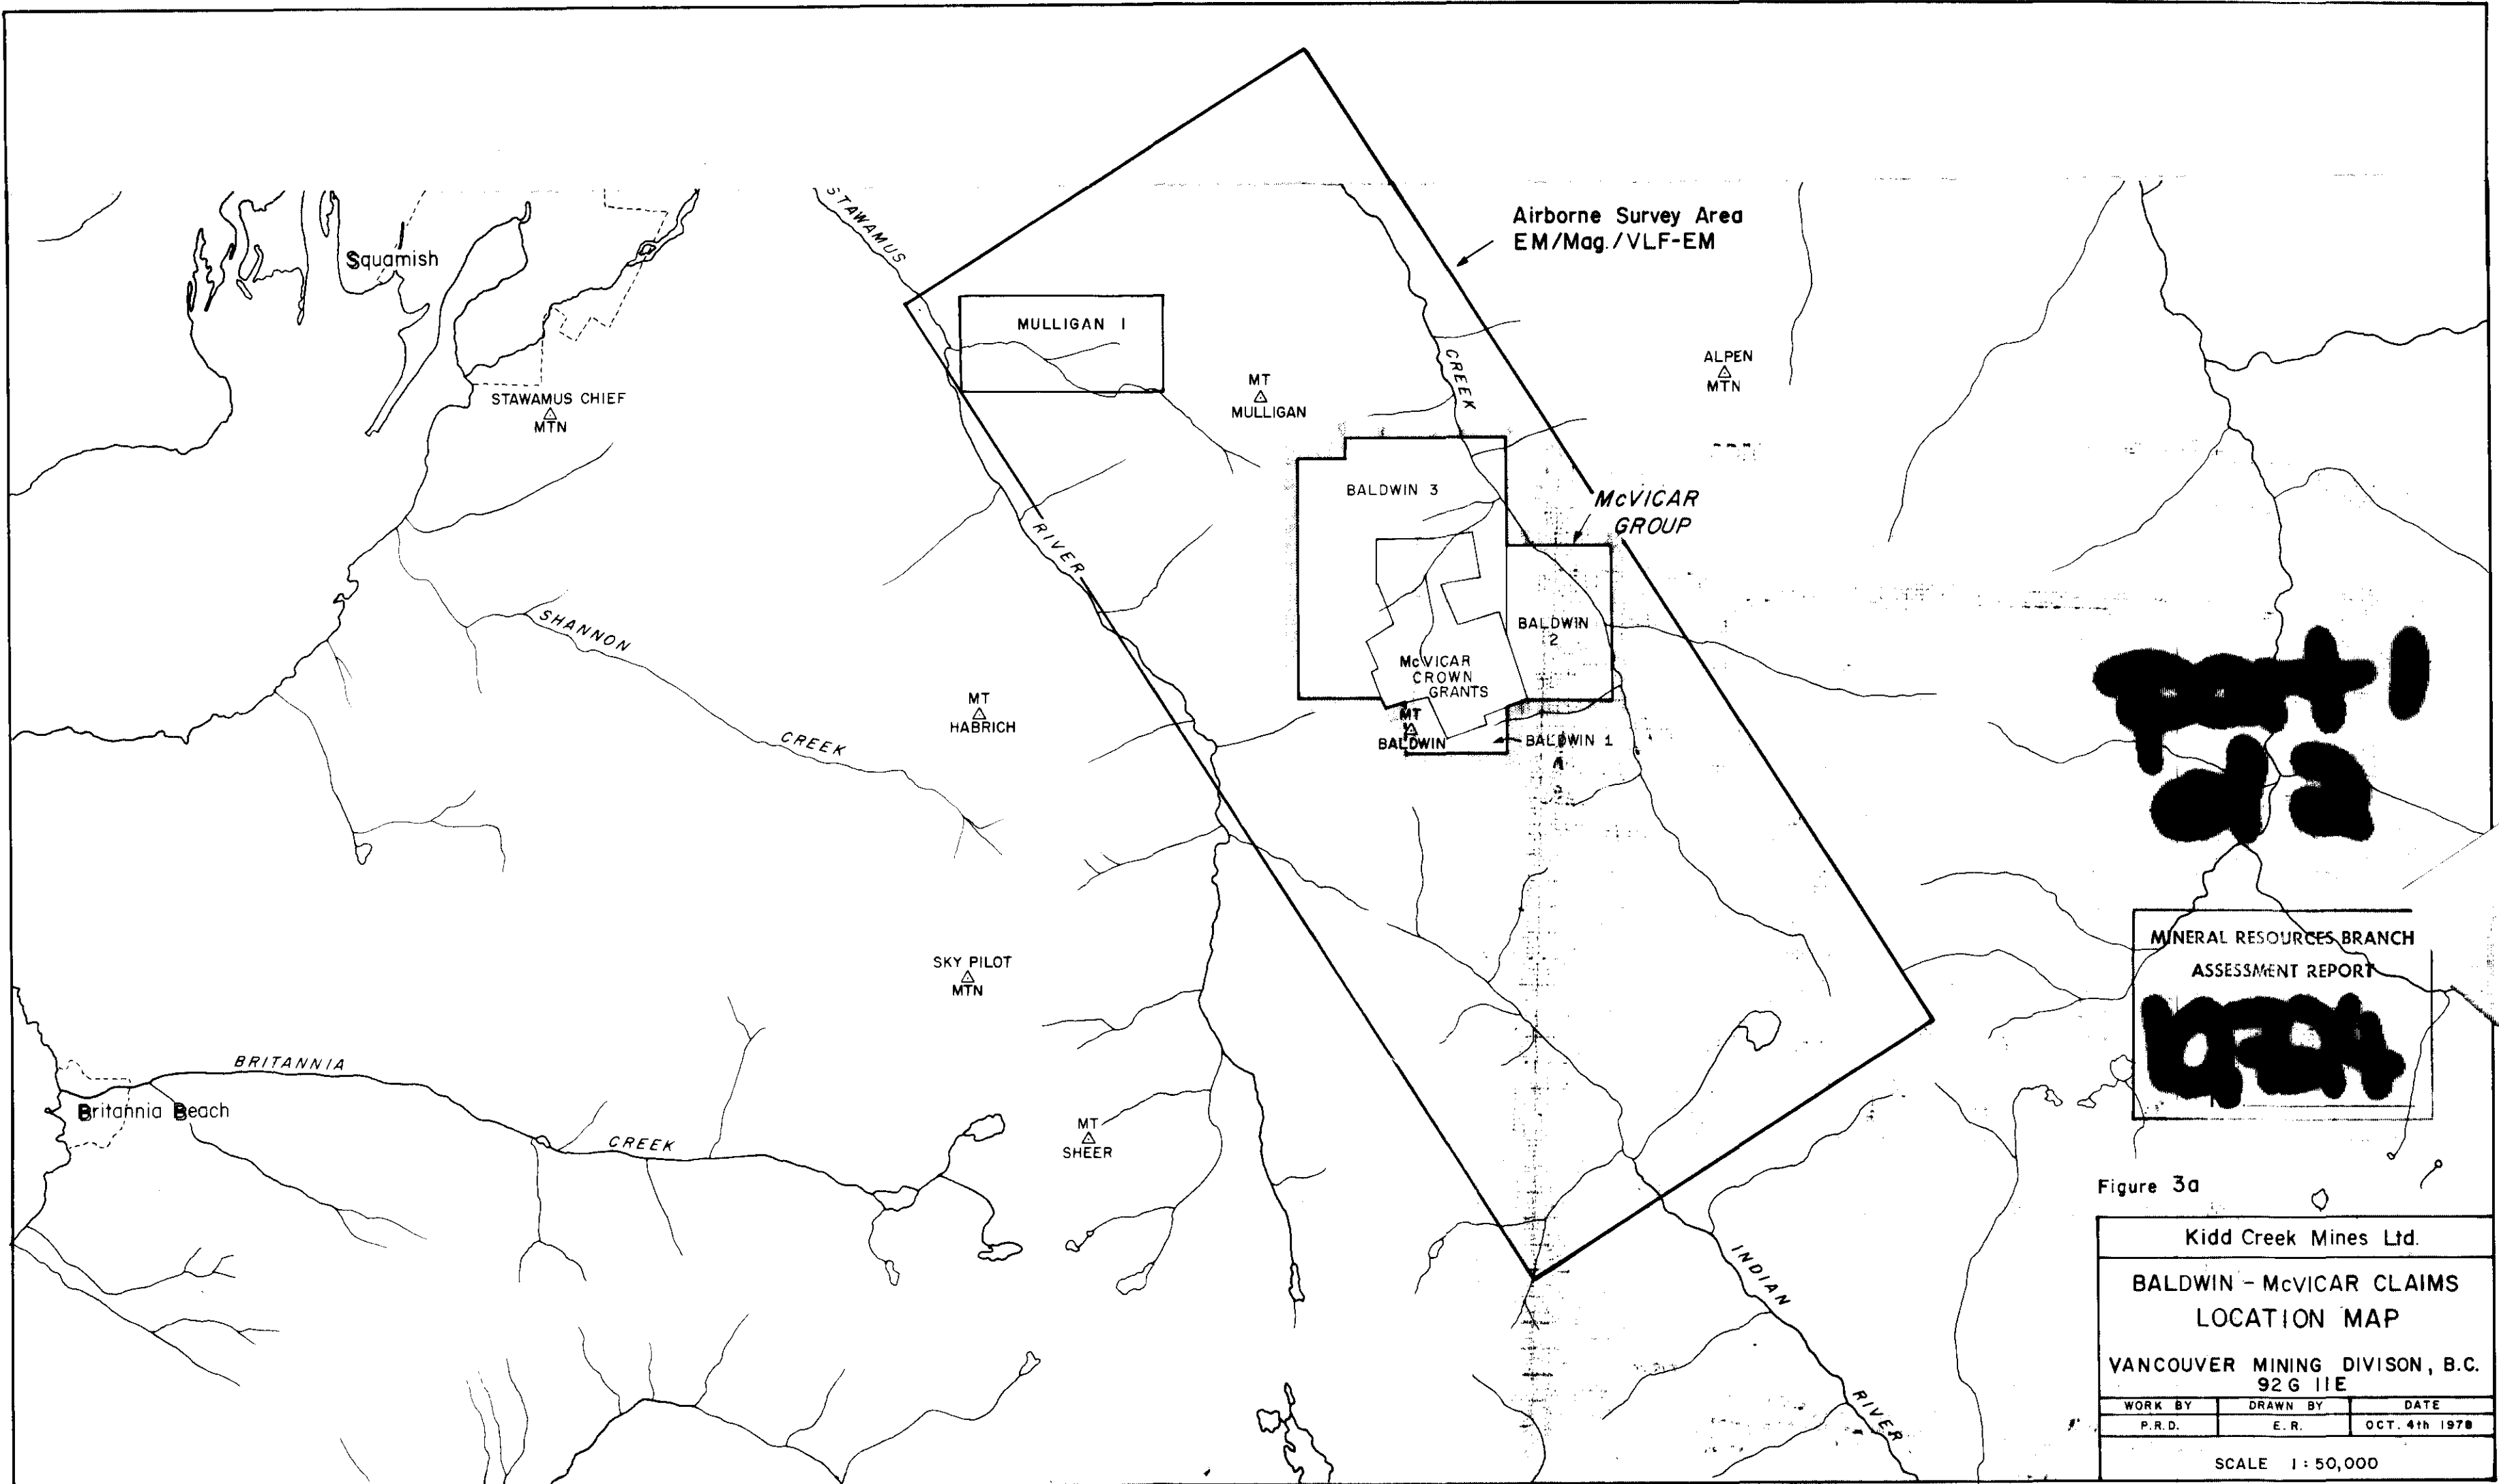 STAWAMUS
Squamish
Airborne Survey Area
EM/Mag./VLF-EM
MULLIGAN 1
CREEK
ALPEN
MTN
MT
MULLIGAN
STAWAMUS CHIEF
MTN
BALDWIN 3
McVICAR
GROUP
RIVER
SHANNON
BALDWIN
2
McVICAR
CROWN
GRANTS
MT
HABRICH
CREEK
MT
BALDWIN
BALDWIN 1
part 1
SKY PILOT
MTN
MINERAL RESOURCES BRANCH
ASSESSMENT REPORT
BRITANNIA
Britannia Beach
CREEK
MT
SHEER
INDIAN
RIVER
Figure 3a
Kidd Creek Mines Ltd.
BALDWIN - McVICAR CLAIMS
LOCATION MAP
VANCOUVER MINING DIVISON, B.C.
92G 11E
WORK BY DRAWN BY DATE
P.R.D. E.R. OCT. 4th 1978
SCALE 1:50,000